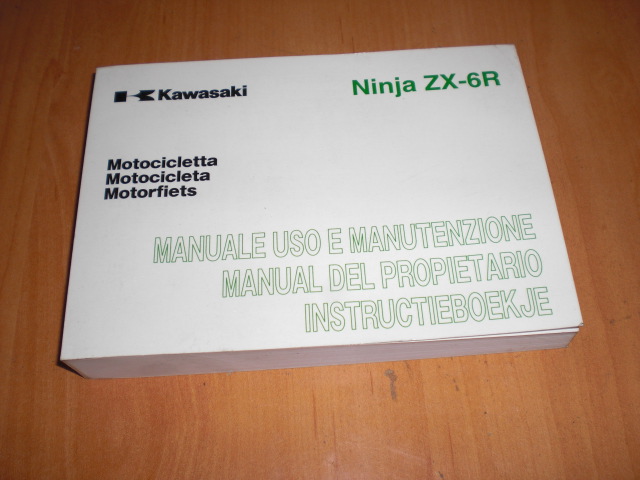 Kawasaki
Ninja ZX-6R
Motocicletta
Motocicleta
Motorfiets
MANUALE USO E MANUTENZIONE
MANUAL DEL PROPIETARIO
INSTRUCTIEBOEKJE